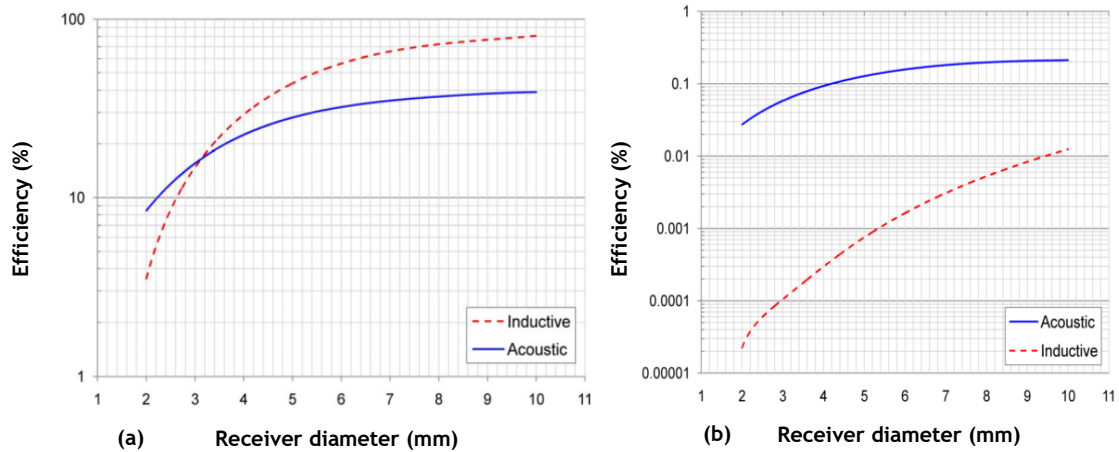 Efficiency (%)
100
10
1
1 2 3 4 5 6 7 8 9 10 11
Inductive
Acoustic
(a) Receiver diameter (mm)
Efficiency (%)
1
0.1
0.01
0.001
0.0001
0.00001
1 2 3 4 5 6 7 8 9 10 11
Acoustic
Inductive
(b) Receiver diameter (mm)